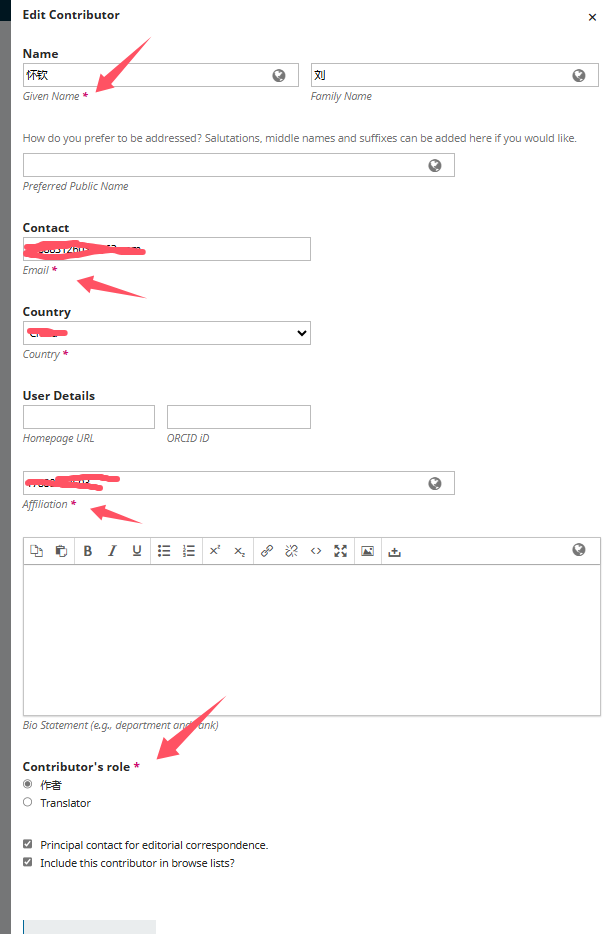 Edit Contributor
×
Name
怀钦 刘
Given Name * Family Name
How do you prefer to be addressed? Salutations, middle names and suffixes can be added here if you would like.
Preferred Public Name
Contact
Email *
Country
Country *
User Details
Homepage URL ORCID iD
Affiliation *
B I U x² x₂ <>
Bio Statement (e.g., department and rank)
Contributor's role *
作者
Translator
Principal contact for editorial correspondence.
Include this contributor in browse lists?